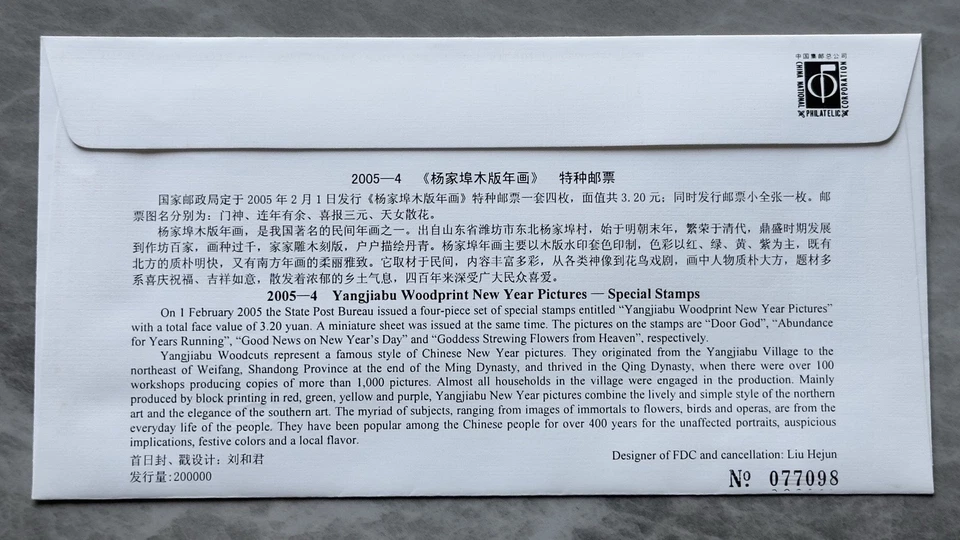 中国集邮总公司
CHINA NATIONAL PHILATELIC CORPORATION
2005—4 《杨家埠木版年画》 特种邮票
国家邮政局定于 2005 年 2 月 1 日发行《杨家埠木版年画》特种邮票一套四枚，面值共 3.20 元；同时发行邮票小全张一枚。邮
票图名分别为：门神、连年有余、喜报三元、天女散花。
杨家埠木版年画，是我国著名的民间年画之一。出自山东省潍坊市东北杨家埠村，始于明朝末年，繁荣于清代，鼎盛时期发展
到作坊百家，画种过千，家家雕木刻版，户户描绘丹青。杨家埠年画主要以木版水印套色印制，色彩以红、绿、黄、紫为主，既有
北方的质朴明快，又有南方年画的柔丽雅致。它取材于民间，内容丰富多彩，从各类神像到花鸟戏剧，画中人物质朴大方，题材多
系喜庆祝福、吉祥如意，散发着浓郁的乡土气息，四百年来深受广大民众喜爱。
2005—4 Yangjiabu Woodprint New Year Pictures — Special Stamps
On 1 February 2005 the State Post Bureau issued a four-piece set of special stamps entitled “Yangjiabu Woodprint New Year Pictures”
with a total face value of 3.20 yuan. A miniature sheet was issued at the same time. The pictures on the stamps are “Door God”, “Abundance
for Years Running”, “Good News on New Year’s Day” and “Goddess Strewing Flowers from Heaven”, respectively.
Yangjiabu Woodcuts represent a famous style of Chinese New Year pictures. They originated from the Yangjiabu Village to the
northeast of Weifang, Shandong Province at the end of the Ming Dynasty, and thrived in the Qing Dynasty, when there were over 100
workshops producing copies of more than 1,000 pictures. Almost all households in the village were engaged in the production. Mainly
produced by block printing in red, green, yellow and purple, Yangjiabu New Year pictures combine the lively and simple style of the northern
art and the elegance of the southern art. The myriad of subjects, ranging from images of immortals to flowers, birds and operas, are from the
everyday life of the people. They have been popular among the Chinese people for over 400 years for the unaffected portraits, auspicious
implications, festive colors and a local flavor.
首日封、戳设计：刘和君
Designer of FDC and cancellation: Liu Hejun
发行量:200000
№ 077098